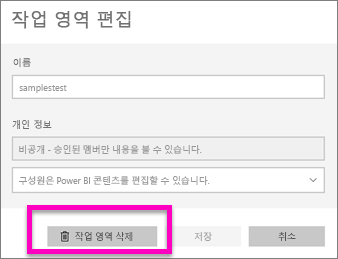 작업 영역 편집
이름
samplestest
개인 정보
비공개 - 승인된 멤버만 내용을 볼 수 있습니다.
구성원은 Power BI 콘텐츠를 편집할 수 있습니다.
작업 영역 삭제 저장 취소